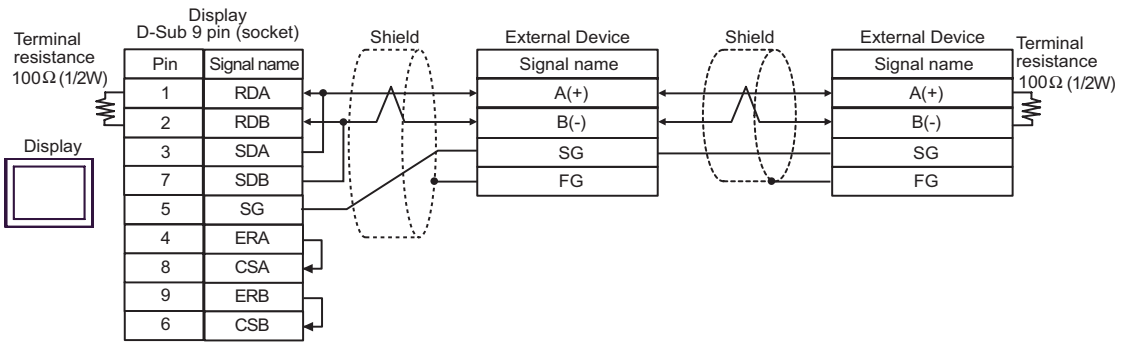 Terminal
resistance
100Ω (1/2W)
Display
Display
D-Sub 9 pin (socket)
Pin Signal name
1 RDA
2 RDB
3 SDA
7 SDB
5 SG
4 ERA
8 CSA
9 ERB
6 CSB
Shield
External Device
Signal name
A(+)
B(-)
SG
FG
Shield
External Device
Signal name
A(+)
B(-)
SG
FG
Terminal
resistance
100Ω (1/2W)